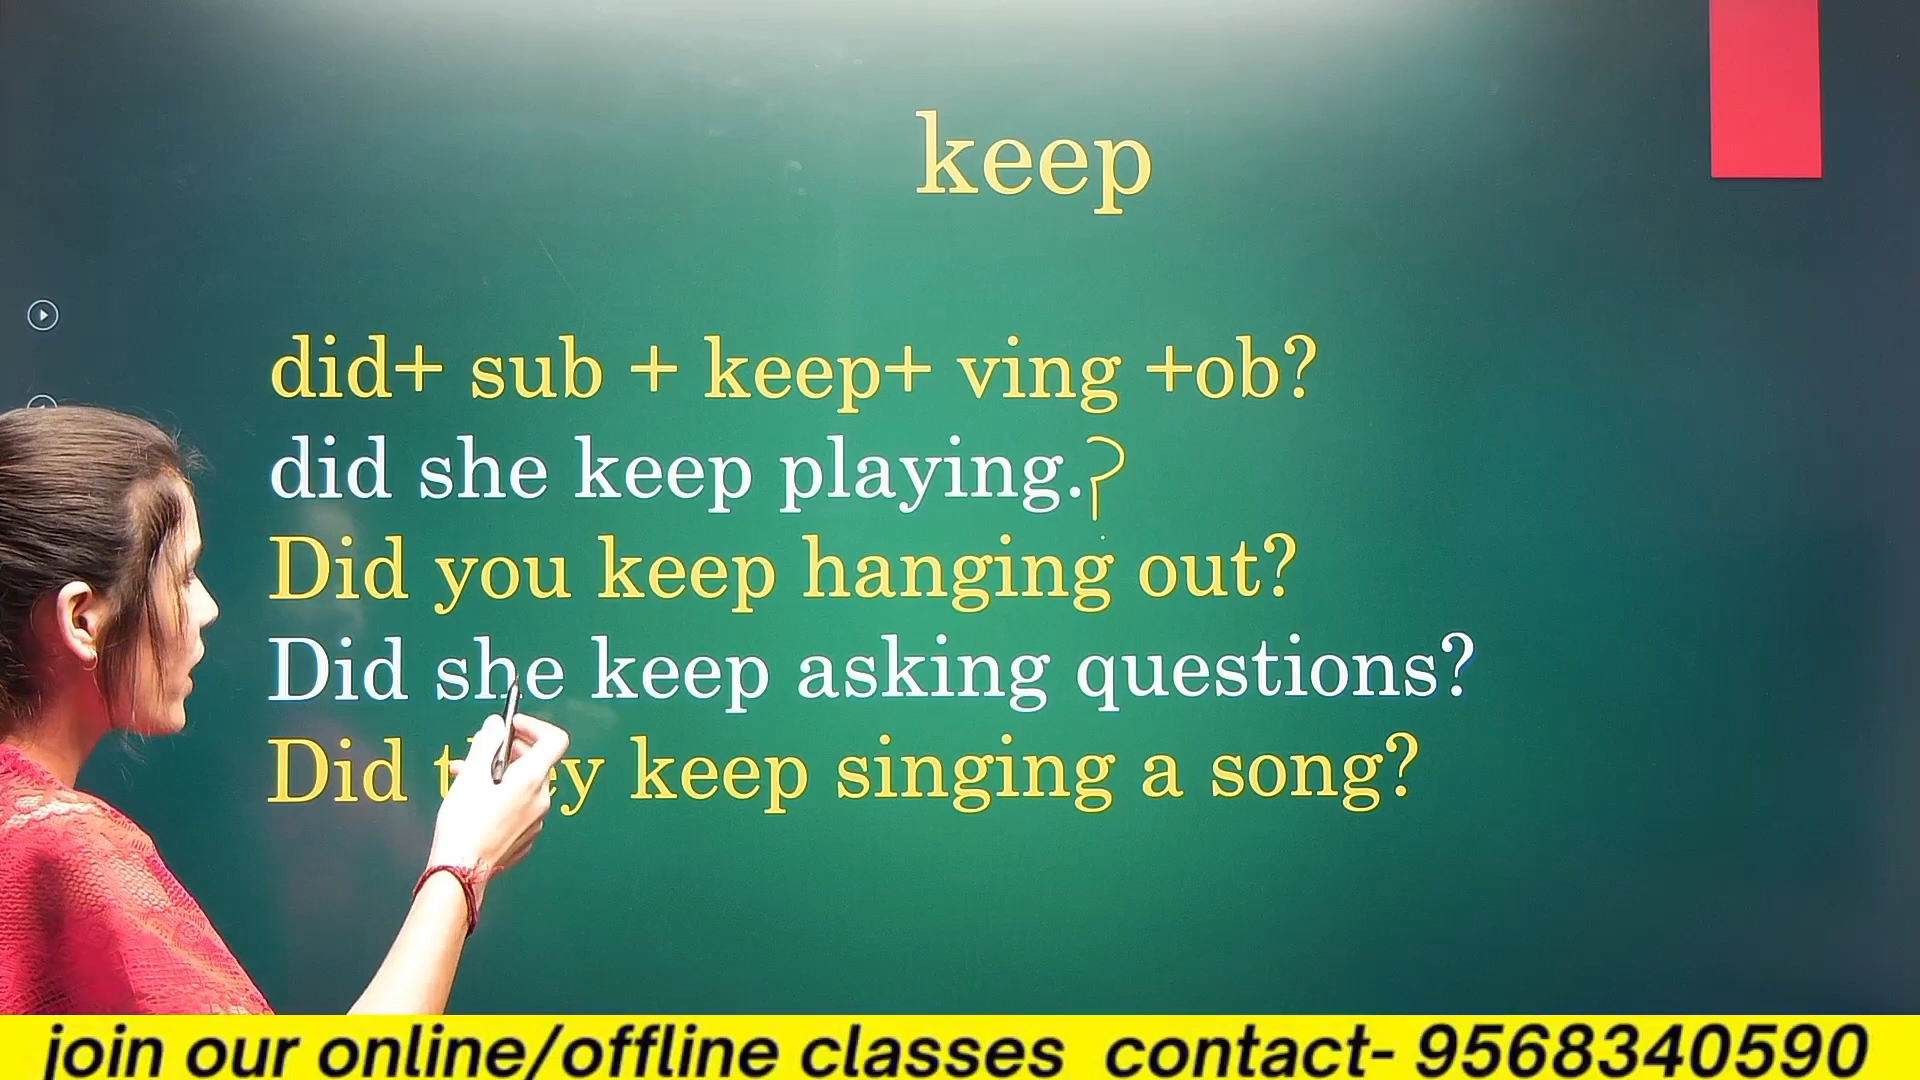 keep
did+ sub + keep+ ving +ob?
did she keep playing.?
Did you keep hanging out?
Did she keep asking questions?
Did they keep singing a song?
join our online/offline classes contact- 9568340590